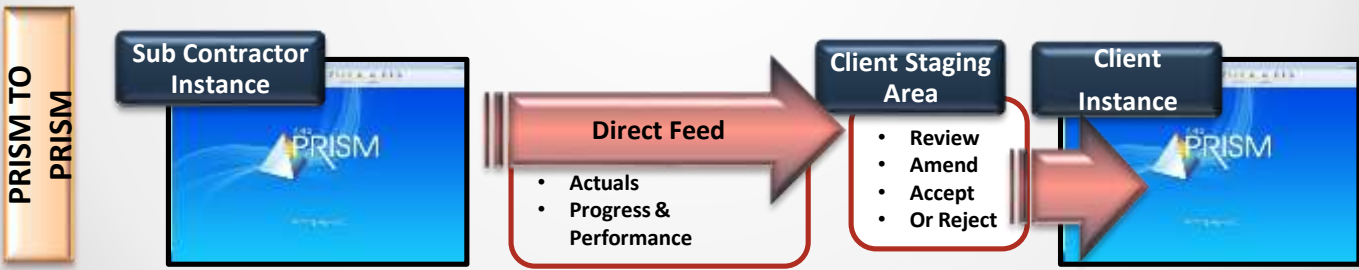 PRISM TO
PRISM
Sub Contractor
Instance
PRISM
Direct Feed
• Actuals
• Progress &
Performance
Client Staging
Area
• Review
• Amend
• Accept
• Or Reject
Client
Instance
PRISM